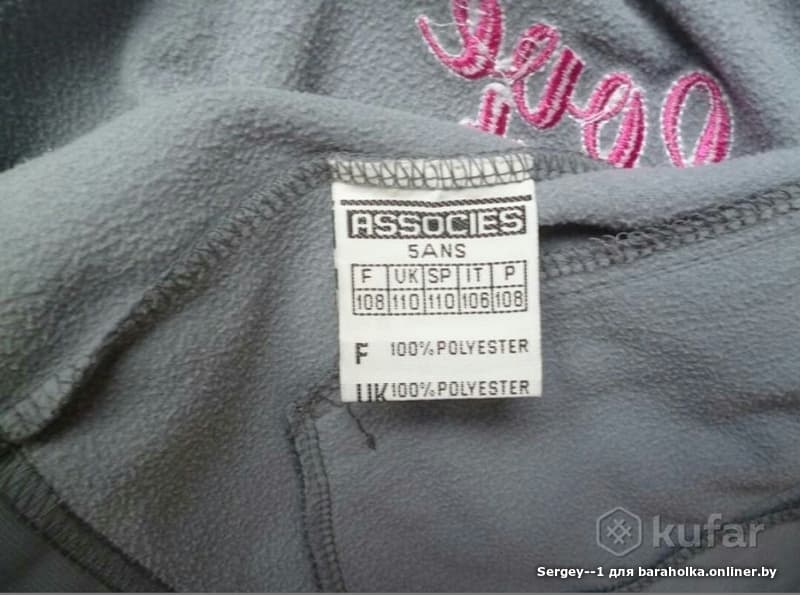 ASSOCIES
5ANS
F UK SP IT P
108 110 110 106 108
F 100% POLYESTER
UK 100% POLYESTER
kufar
Sergey--1 для baraholka.onliner.by